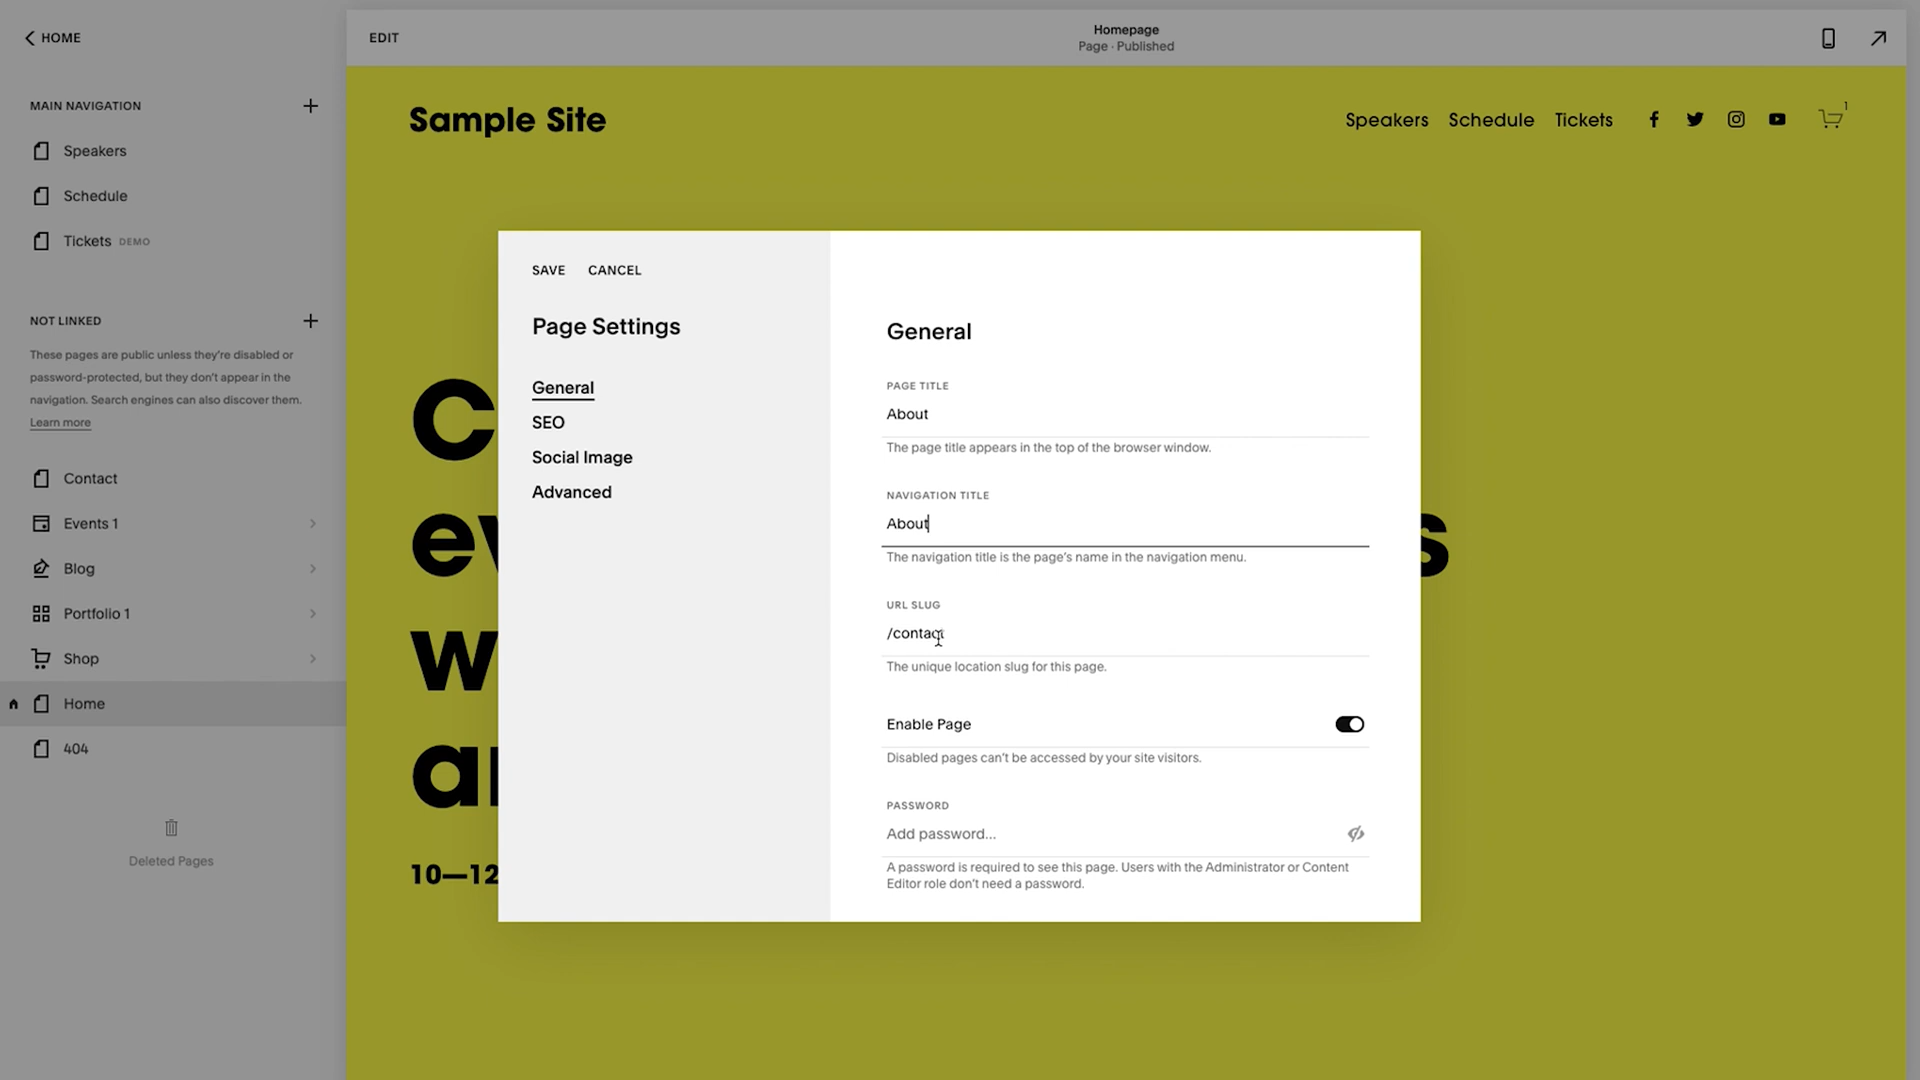 HOME
MAIN NAVIGATION
Speakers
Schedule
Tickets DEMO
NOT LINKED
These pages are public unless they're disabled or
password-protected, but they don't appear in the
navigation. Search engines can also discover them.
Learn more
Contact
Events 1
Blog
Portfolio 1
Shop
Home
404
Deleted Pages
EDIT
Homepage
Page · Published
Sample Site
Speakers Schedule Tickets
1
10—12
SAVE CANCEL
Page Settings
General
SEO
Social Image
Advanced
General
PAGE TITLE
About
The page title appears in the top of the browser window.
NAVIGATION TITLE
About
The navigation title is the page's name in the navigation menu.
URL SLUG
/contact
The unique location slug for this page.
Enable Page
Disabled pages can't be accessed by your site visitors.
PASSWORD
Add password...
A password is required to see this page. Users with the Administrator or Content
Editor role don't need a password.